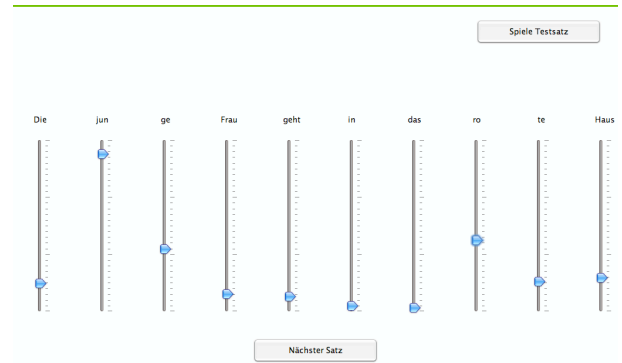 Spiele Testsatz
Die jun ge Frau geht in das ro te Haus
Nächster Satz